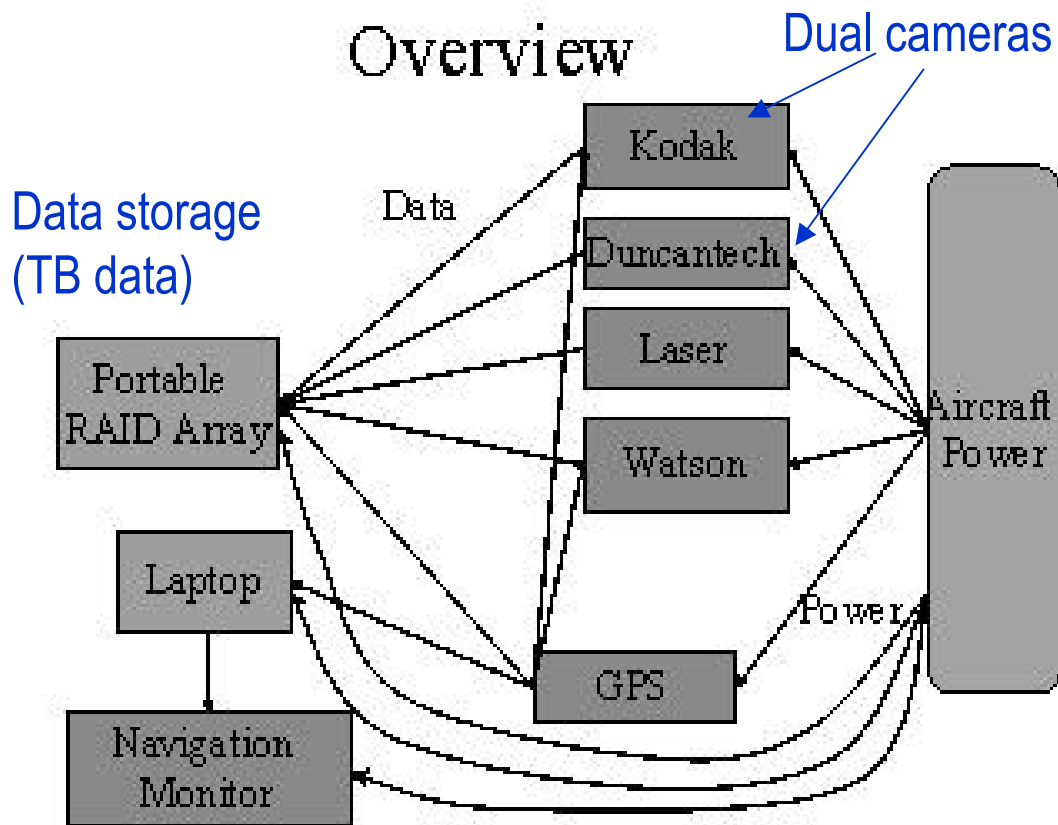 Overview
Dual cameras
Kodak
Data
Data storage
(TB data)
Duncantech
Laser
Portable
RAID Array
Aircraft
Power
Watson
Laptop
Power
GPS
Navigation
Monitor